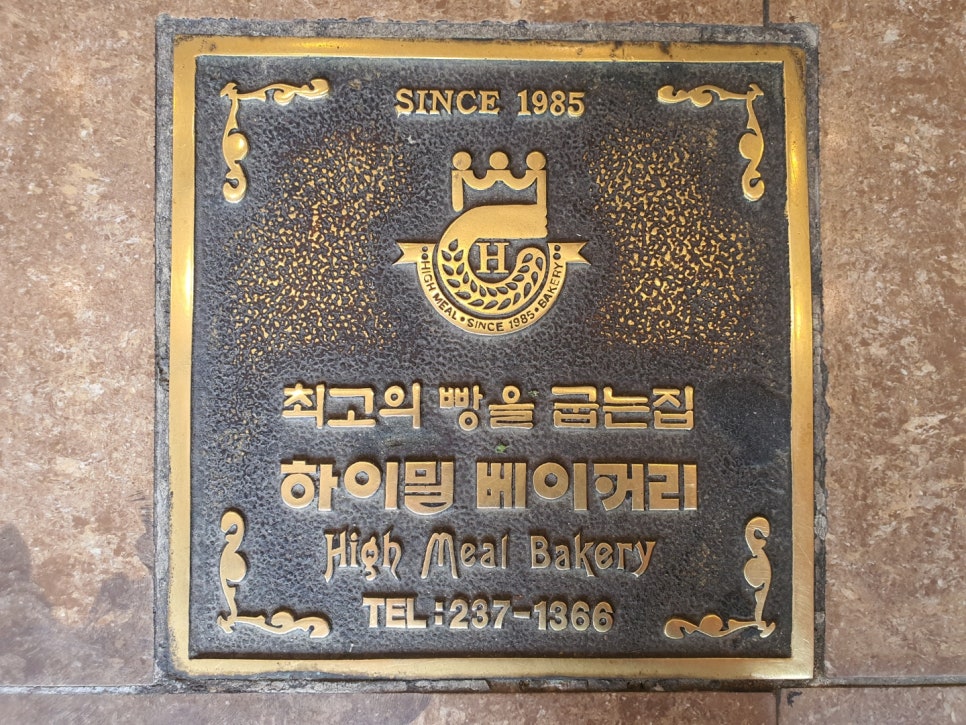 SINCE 1985
H
HIGH MEAL • SINCE 1985 • BAKERY
최고의 빵을 굽는집
하이밀 베이커리
High Meal Bakery
TEL:237-1366